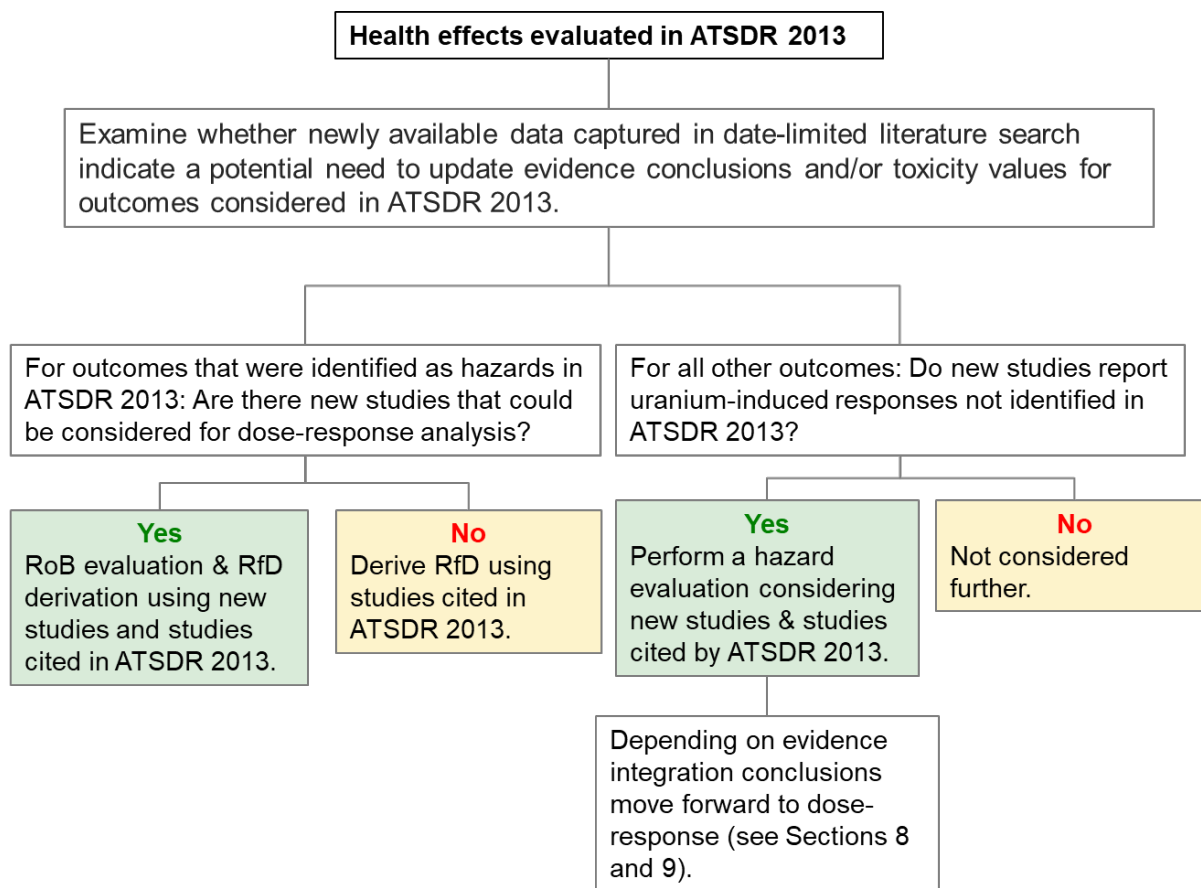 Health effects evaluated in ATSDR 2013
Examine whether newly available data captured in date-limited literature search
indicate a potential need to update evidence conclusions and/or toxicity values for
outcomes considered in ATSDR 2013.
For outcomes that were identified as hazards in
ATSDR 2013: Are there new studies that could
be considered for dose-response analysis?
For all other outcomes: Do new studies report
uranium-induced responses not identified in
ATSDR 2013?
Yes
RoB evaluation & RfD
derivation using new
studies and studies
cited in ATSDR 2013.
No
Derive RfD using
studies cited in
ATSDR 2013.
Yes
Perform a hazard
evaluation considering
new studies & studies
cited by ATSDR 2013.
No
Not considered
further.
Depending on evidence
integration conclusions
move forward to dose-
response (see Sections 8
and 9).